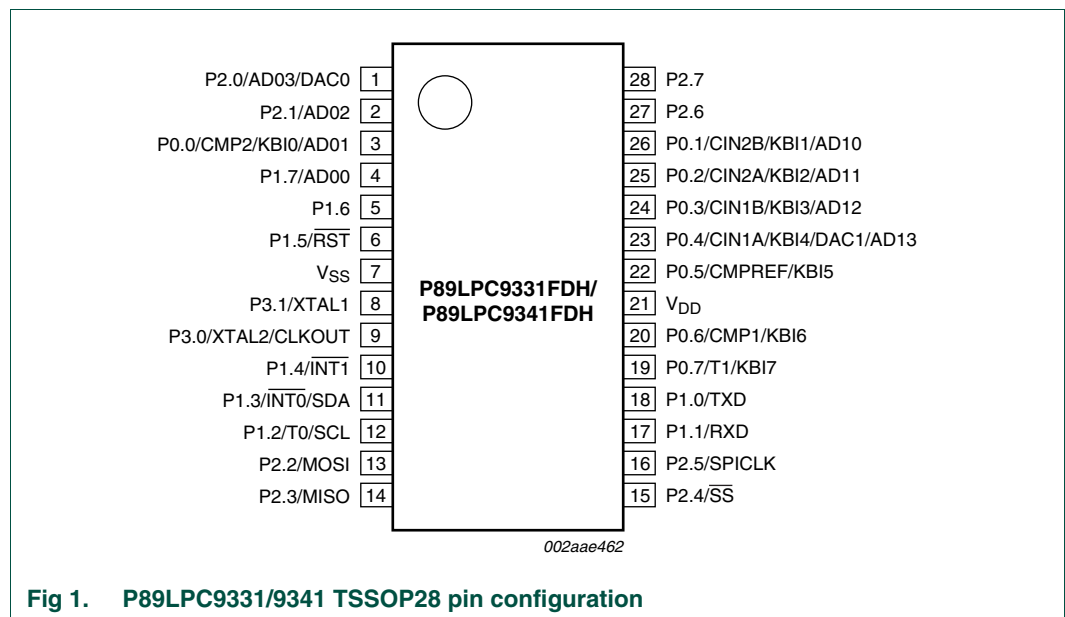 P2.0/AD03/DAC0 1
P2.1/AD02 2
P0.0/CMP2/KBI0/AD01 3
P1.7/AD00 4
P1.6 5
P1.5/R̅S̅T̅ 6
VSS 7
P3.1/XTAL1 8
P3.0/XTAL2/CLKOUT 9
P1.4/I̅N̅T̅1̅ 10
P1.3/I̅N̅T̅0̅/SDA 11
P1.2/T0/SCL 12
P2.2/MOSI 13
P2.3/MISO 14
P89LPC9331FDH/
P89LPC9341FDH
28 P2.7
27 P2.6
26 P0.1/CIN2B/KBI1/AD10
25 P0.2/CIN2A/KBI2/AD11
24 P0.3/CIN1B/KBI3/AD12
23 P0.4/CIN1A/KBI4/DAC1/AD13
22 P0.5/CMPREF/KBI5
21 VDD
20 P0.6/CMP1/KBI6
19 P0.7/T1/KBI7
18 P1.0/TXD
17 P1.1/RXD
16 P2.5/SPICLK
15 P2.4/S̅S̅
002aae462
Fig 1. P89LPC9331/9341 TSSOP28 pin configuration